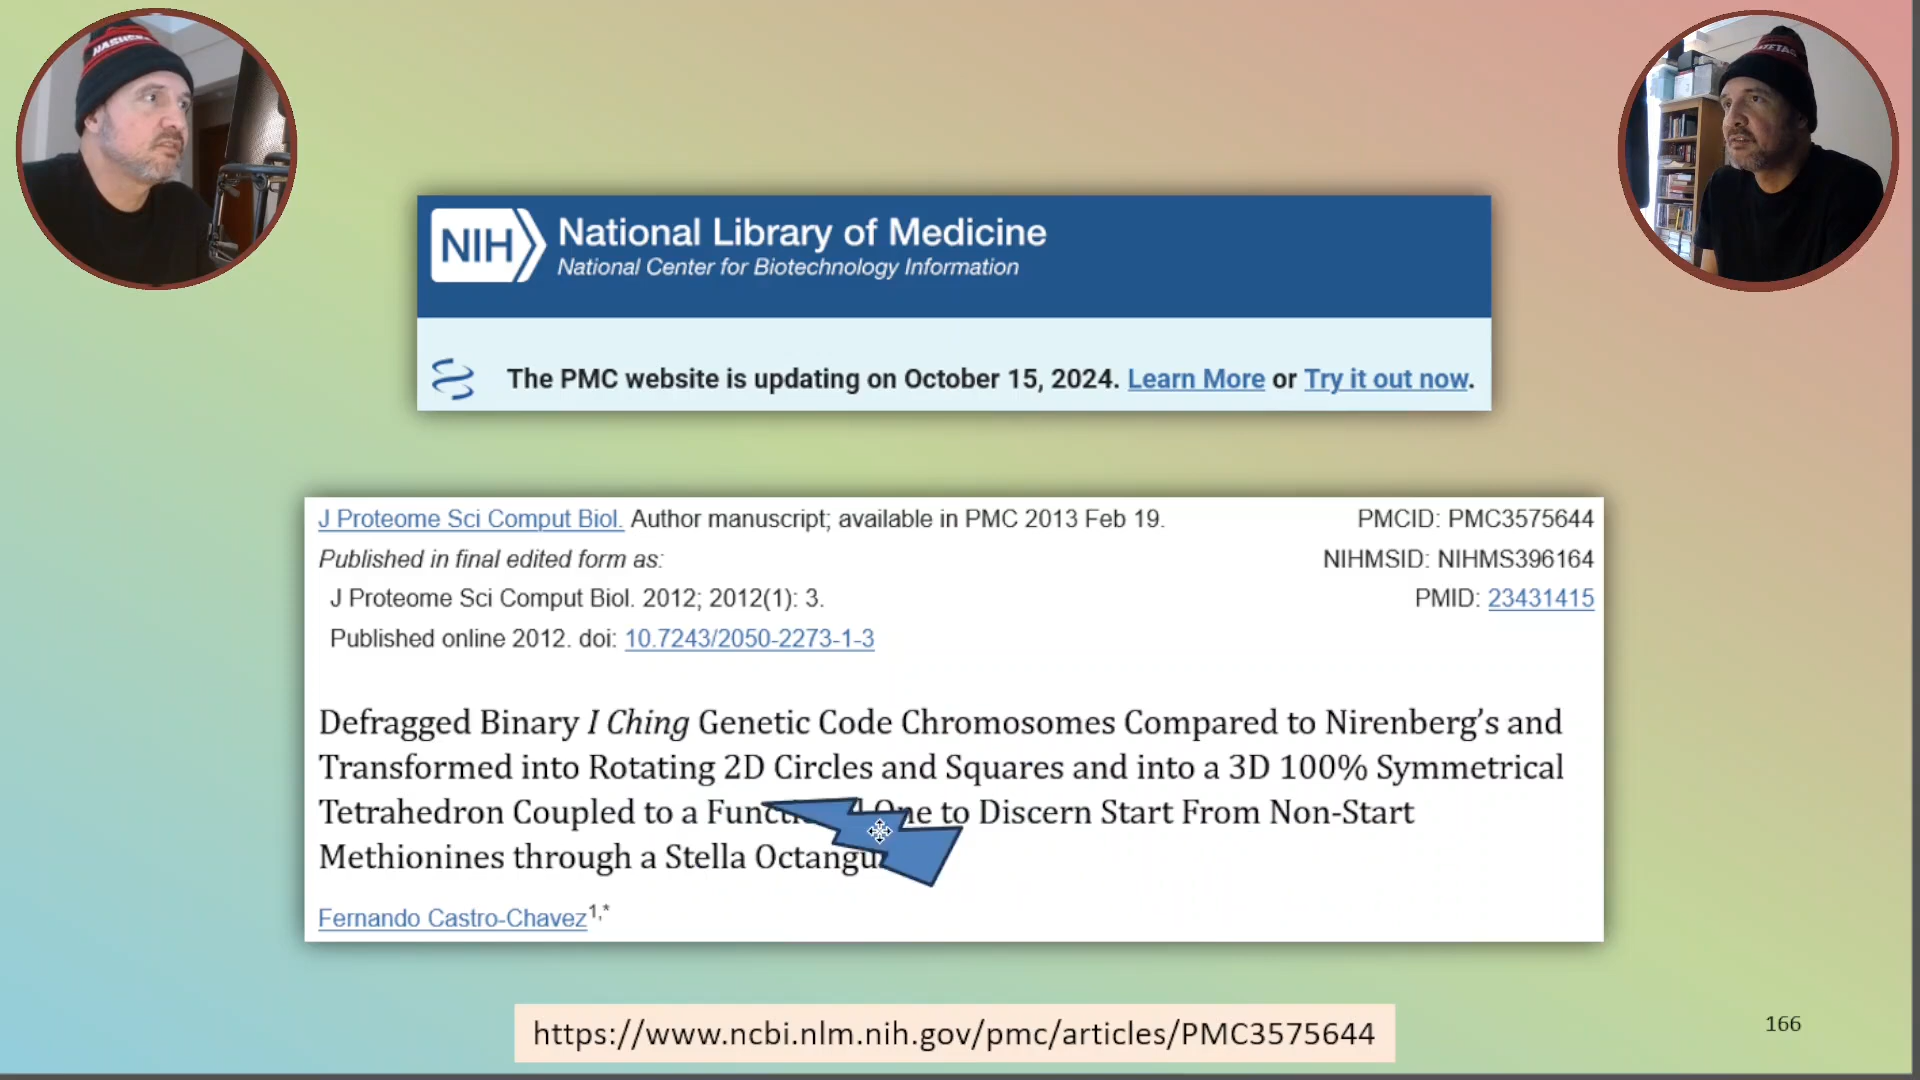 NIH National Library of Medicine
National Center for Biotechnology Information
The PMC website is updating on October 15, 2024. Learn More or Try it out now.
J Proteome Sci Comput Biol. Author manuscript; available in PMC 2013 Feb 19.
PMCID: PMC3575644
Published in final edited form as:
NIHMSID: NIHMS396164
J Proteome Sci Comput Biol. 2012; 2012(1): 3.
PMID: 23431415
Published online 2012. doi: 10.7243/2050-2273-1-3
Defragged Binary I Ching Genetic Code Chromosomes Compared to Nirenberg's and
Transformed into Rotating 2D Circles and Squares and into a 3D 100% Symmetrical
Tetrahedron Coupled to a One to Discern Start From Non-Start
Methionines through a Stella
Fernando Castro-Chavez1,*
https://www.ncbi.nlm.nih.gov/pmc/articles/PMC3575644
166